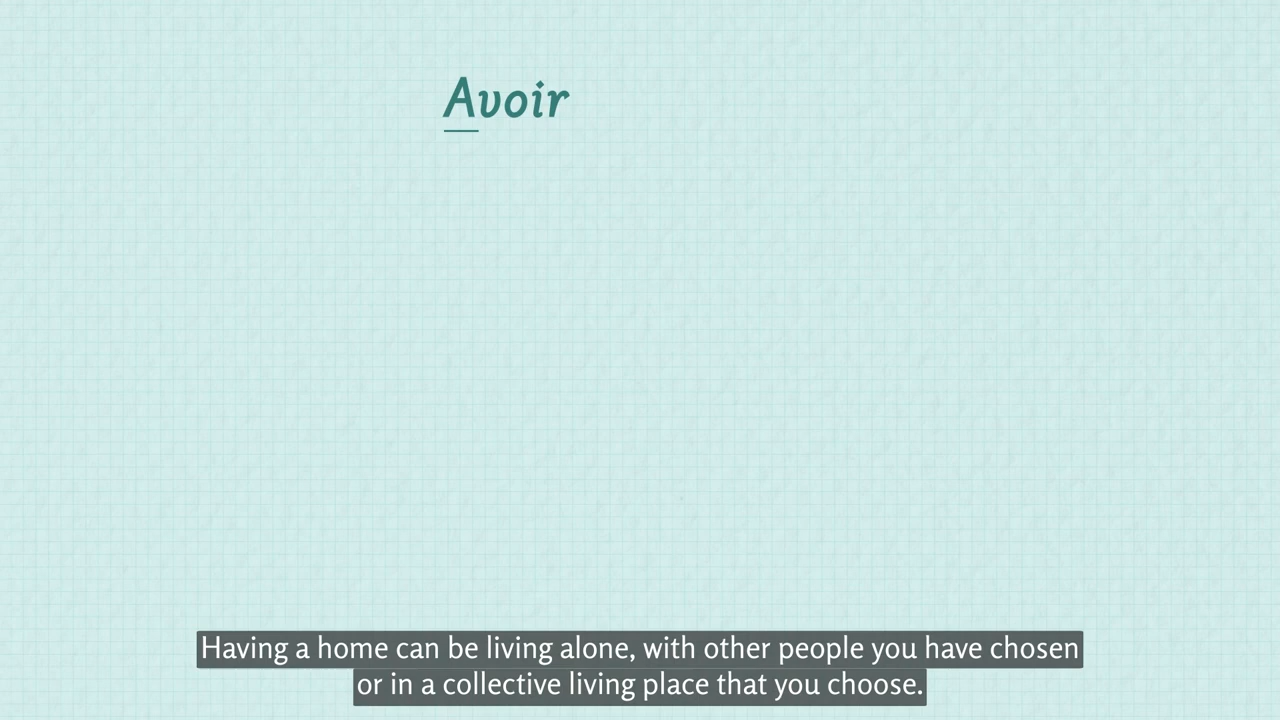 Avoir
Having a home can be living alone, with other people you have chosen
or in a collective living place that you choose.